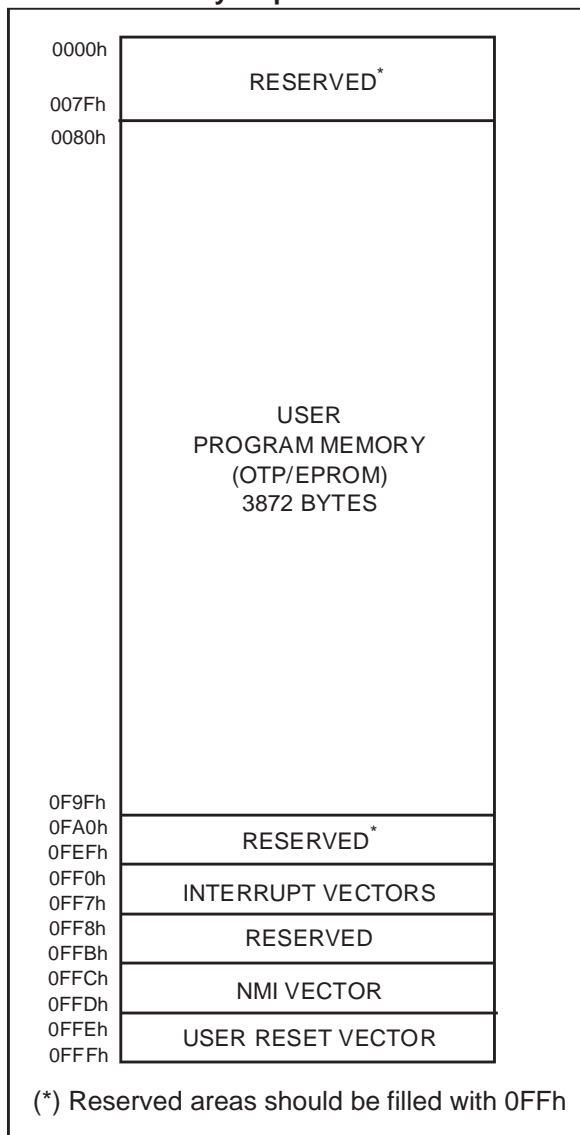 0000h
RESERVED*
007Fh
0080h
USER
PROGRAM MEMORY
(OTP/EPROM)
3872 BYTES
0F9Fh
0FA0h
RESERVED*
0FEFh
0FF0h
INTERRUPT VECTORS
0FF7h
0FF8h
RESERVED
0FFBh
0FFCh
NMI VECTOR
0FFDh
0FFEh
USER RESET VECTOR
0FFFh
(*) Reserved areas should be filled with 0FFh